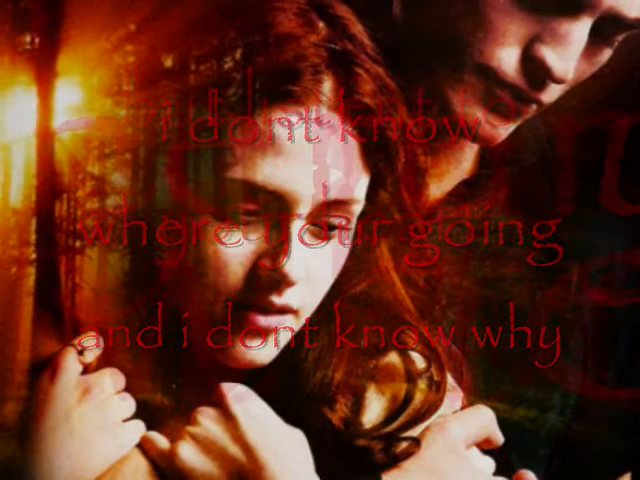 i dont know
where your going
and i dont know why